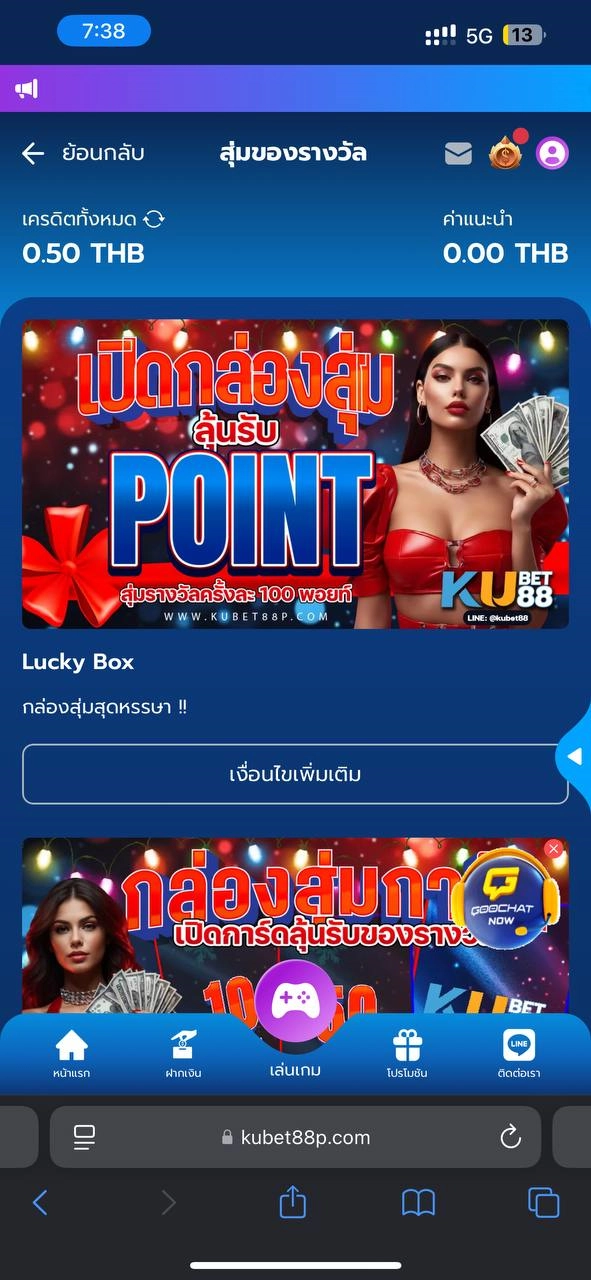 7:38
5G 13
ย้อนกลับ สุ่มของรางวัล
เครดิตทั้งหมด ค่าแนะนำ
0.50 THB 0.00 THB
เปิดกล่องสุ่ม
ลุ้นรับ
POINT
สุ่มรางวัลครั้งละ 100 พอยท์
WWW.KUBET88P.COM
KUBET88
LINE: @kubet88
Lucky Box
กล่องสุ่มสุดหรรษา !!
เงื่อนไขเพิ่มเติม
กล่องสุ่มกา
เปิดการ์ดลุ้นรับของราง
GOOCHAT
NOW
10 50
KUBET
หน้าแรก ฝากเงิน เล่นเกม โปรโมชัน LINE ติดต่อเรา
kubet88p.com